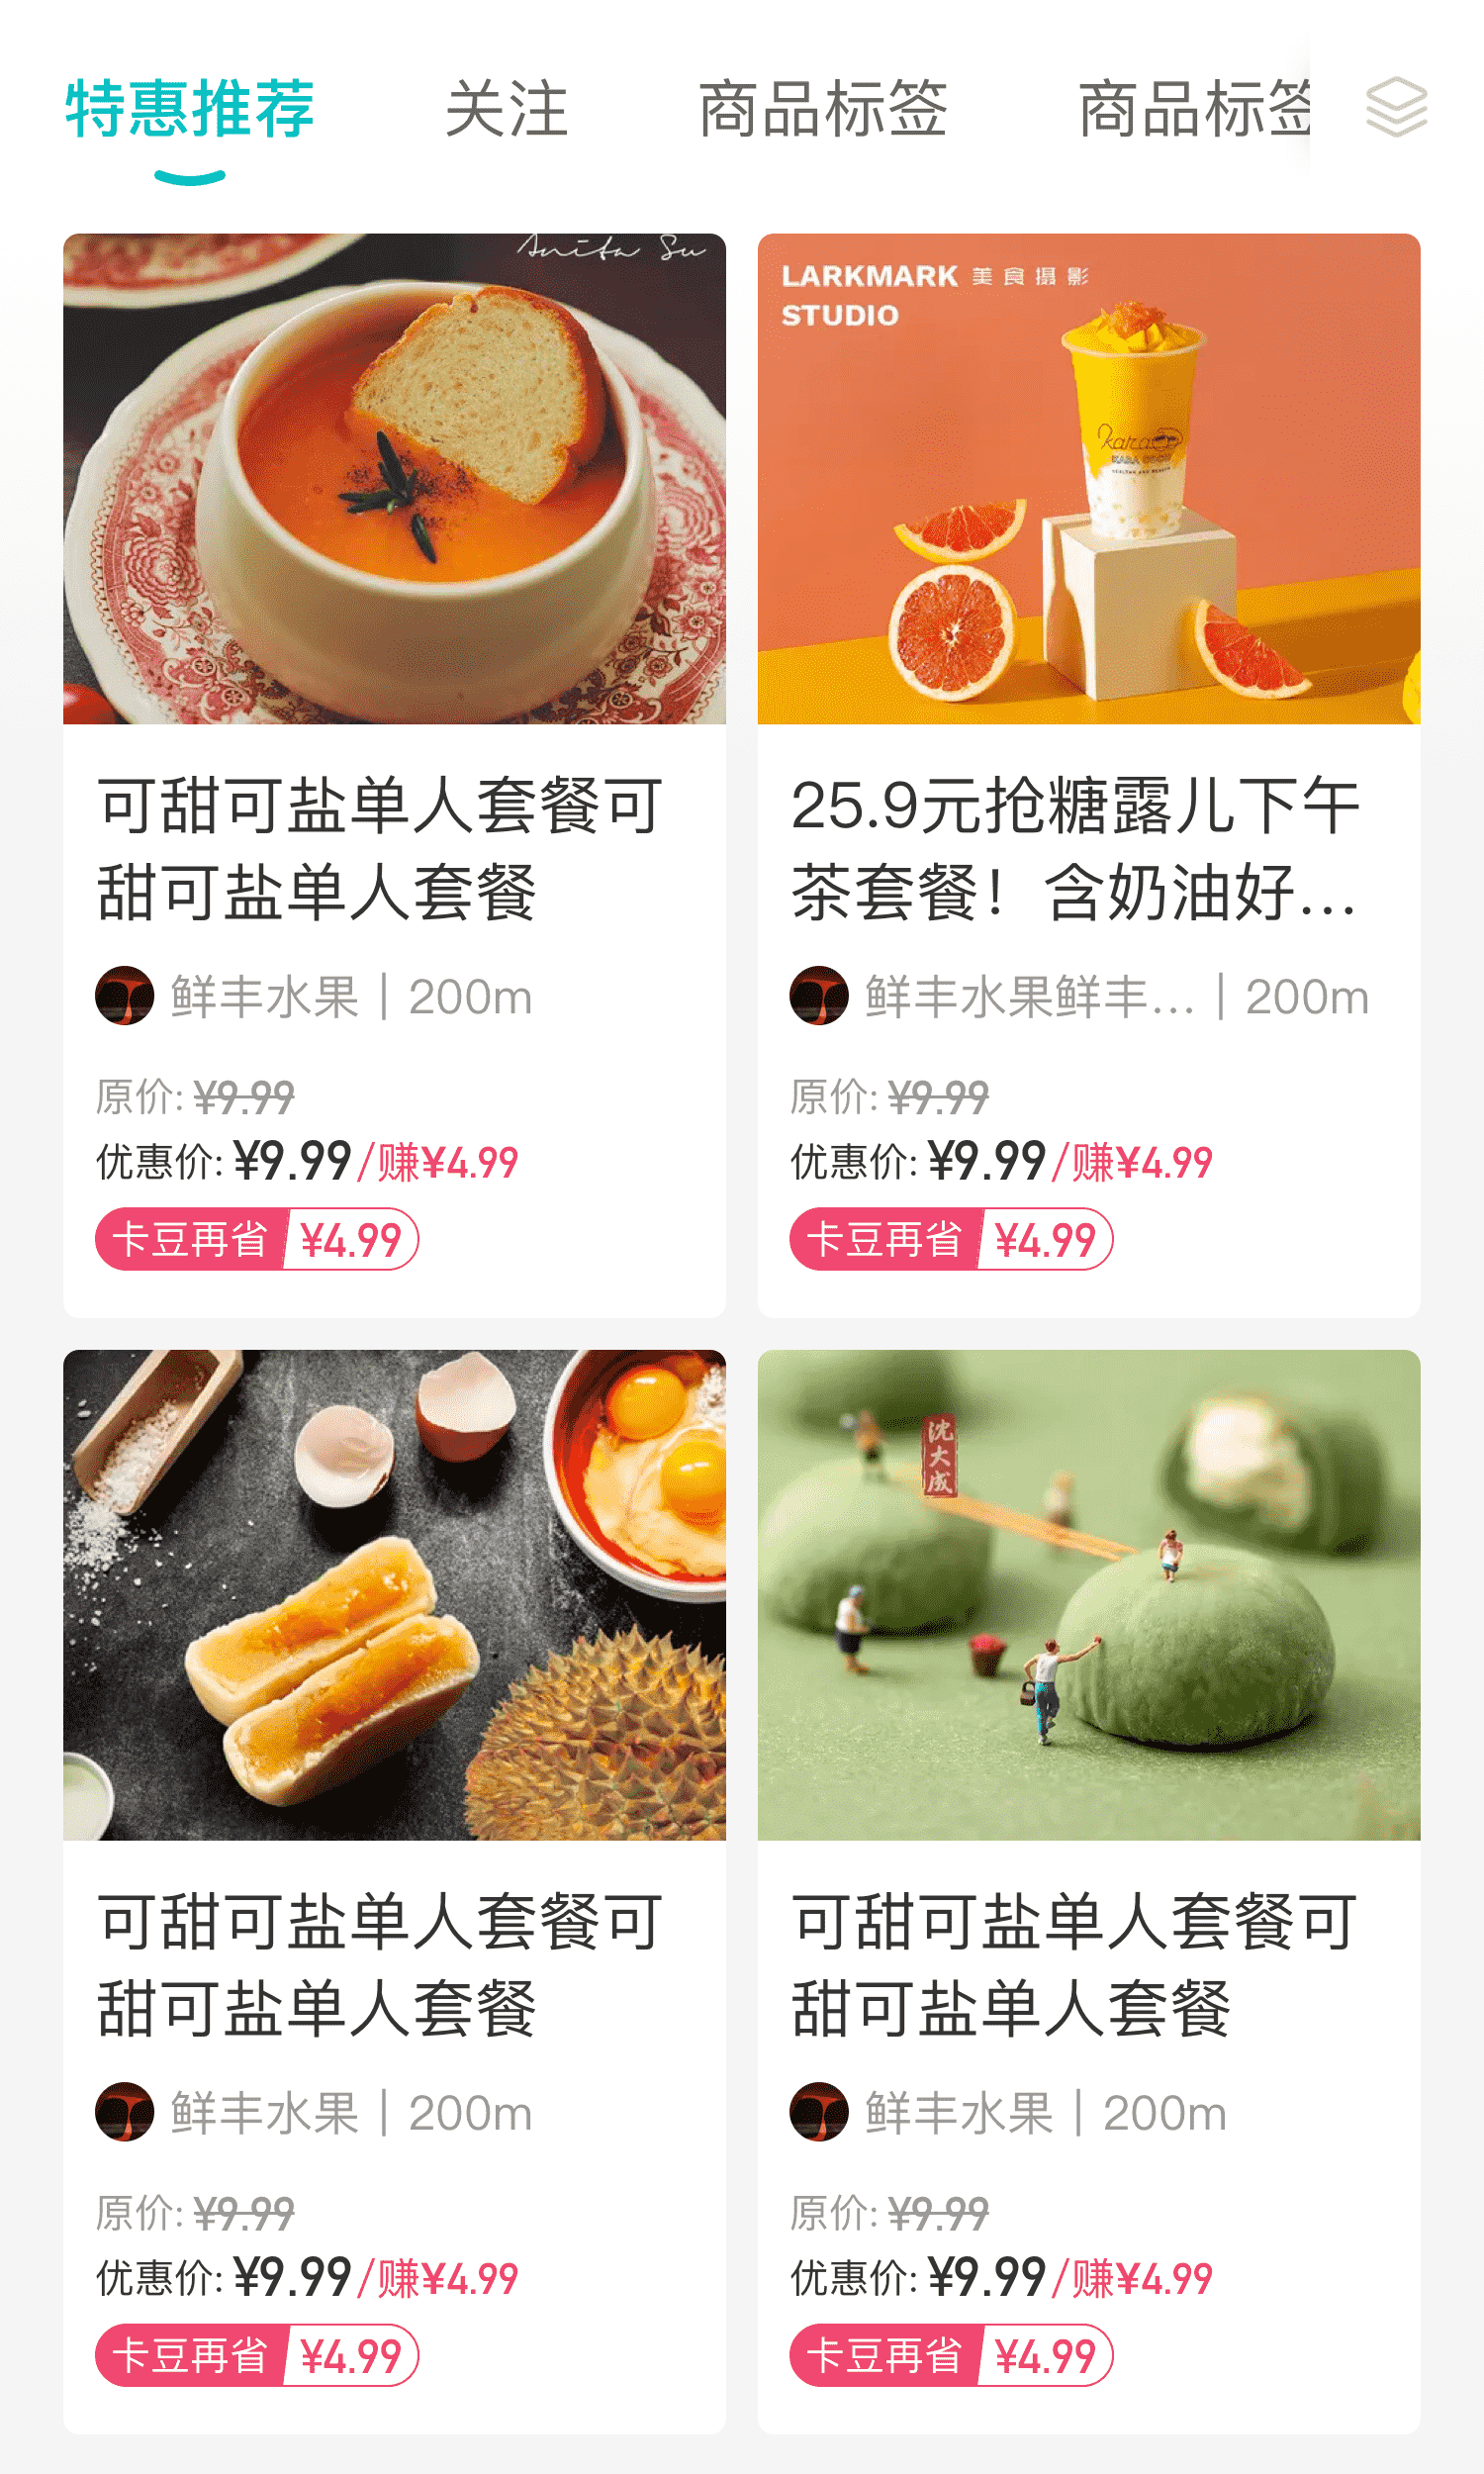 特惠推荐 关注 商品标签 商品标签
Anita Su
LARKMARK 美食摄影
STUDIO
kara
可甜可盐单人套餐可
甜可盐单人套餐
鲜丰水果 | 200m
原价: ¥9.99
优惠价: ¥9.99/赚¥4.99
卡豆再省 ¥4.99
25.9元抢糖露儿下午
茶套餐！含奶油好…
鲜丰水果鲜丰… | 200m
原价: ¥9.99
优惠价: ¥9.99/赚¥4.99
卡豆再省 ¥4.99
可甜可盐单人套餐可
甜可盐单人套餐
鲜丰水果 | 200m
原价: ¥9.99
优惠价: ¥9.99/赚¥4.99
卡豆再省 ¥4.99
沈大成
可甜可盐单人套餐可
甜可盐单人套餐
鲜丰水果 | 200m
原价: ¥9.99
优惠价: ¥9.99/赚¥4.99
卡豆再省 ¥4.99